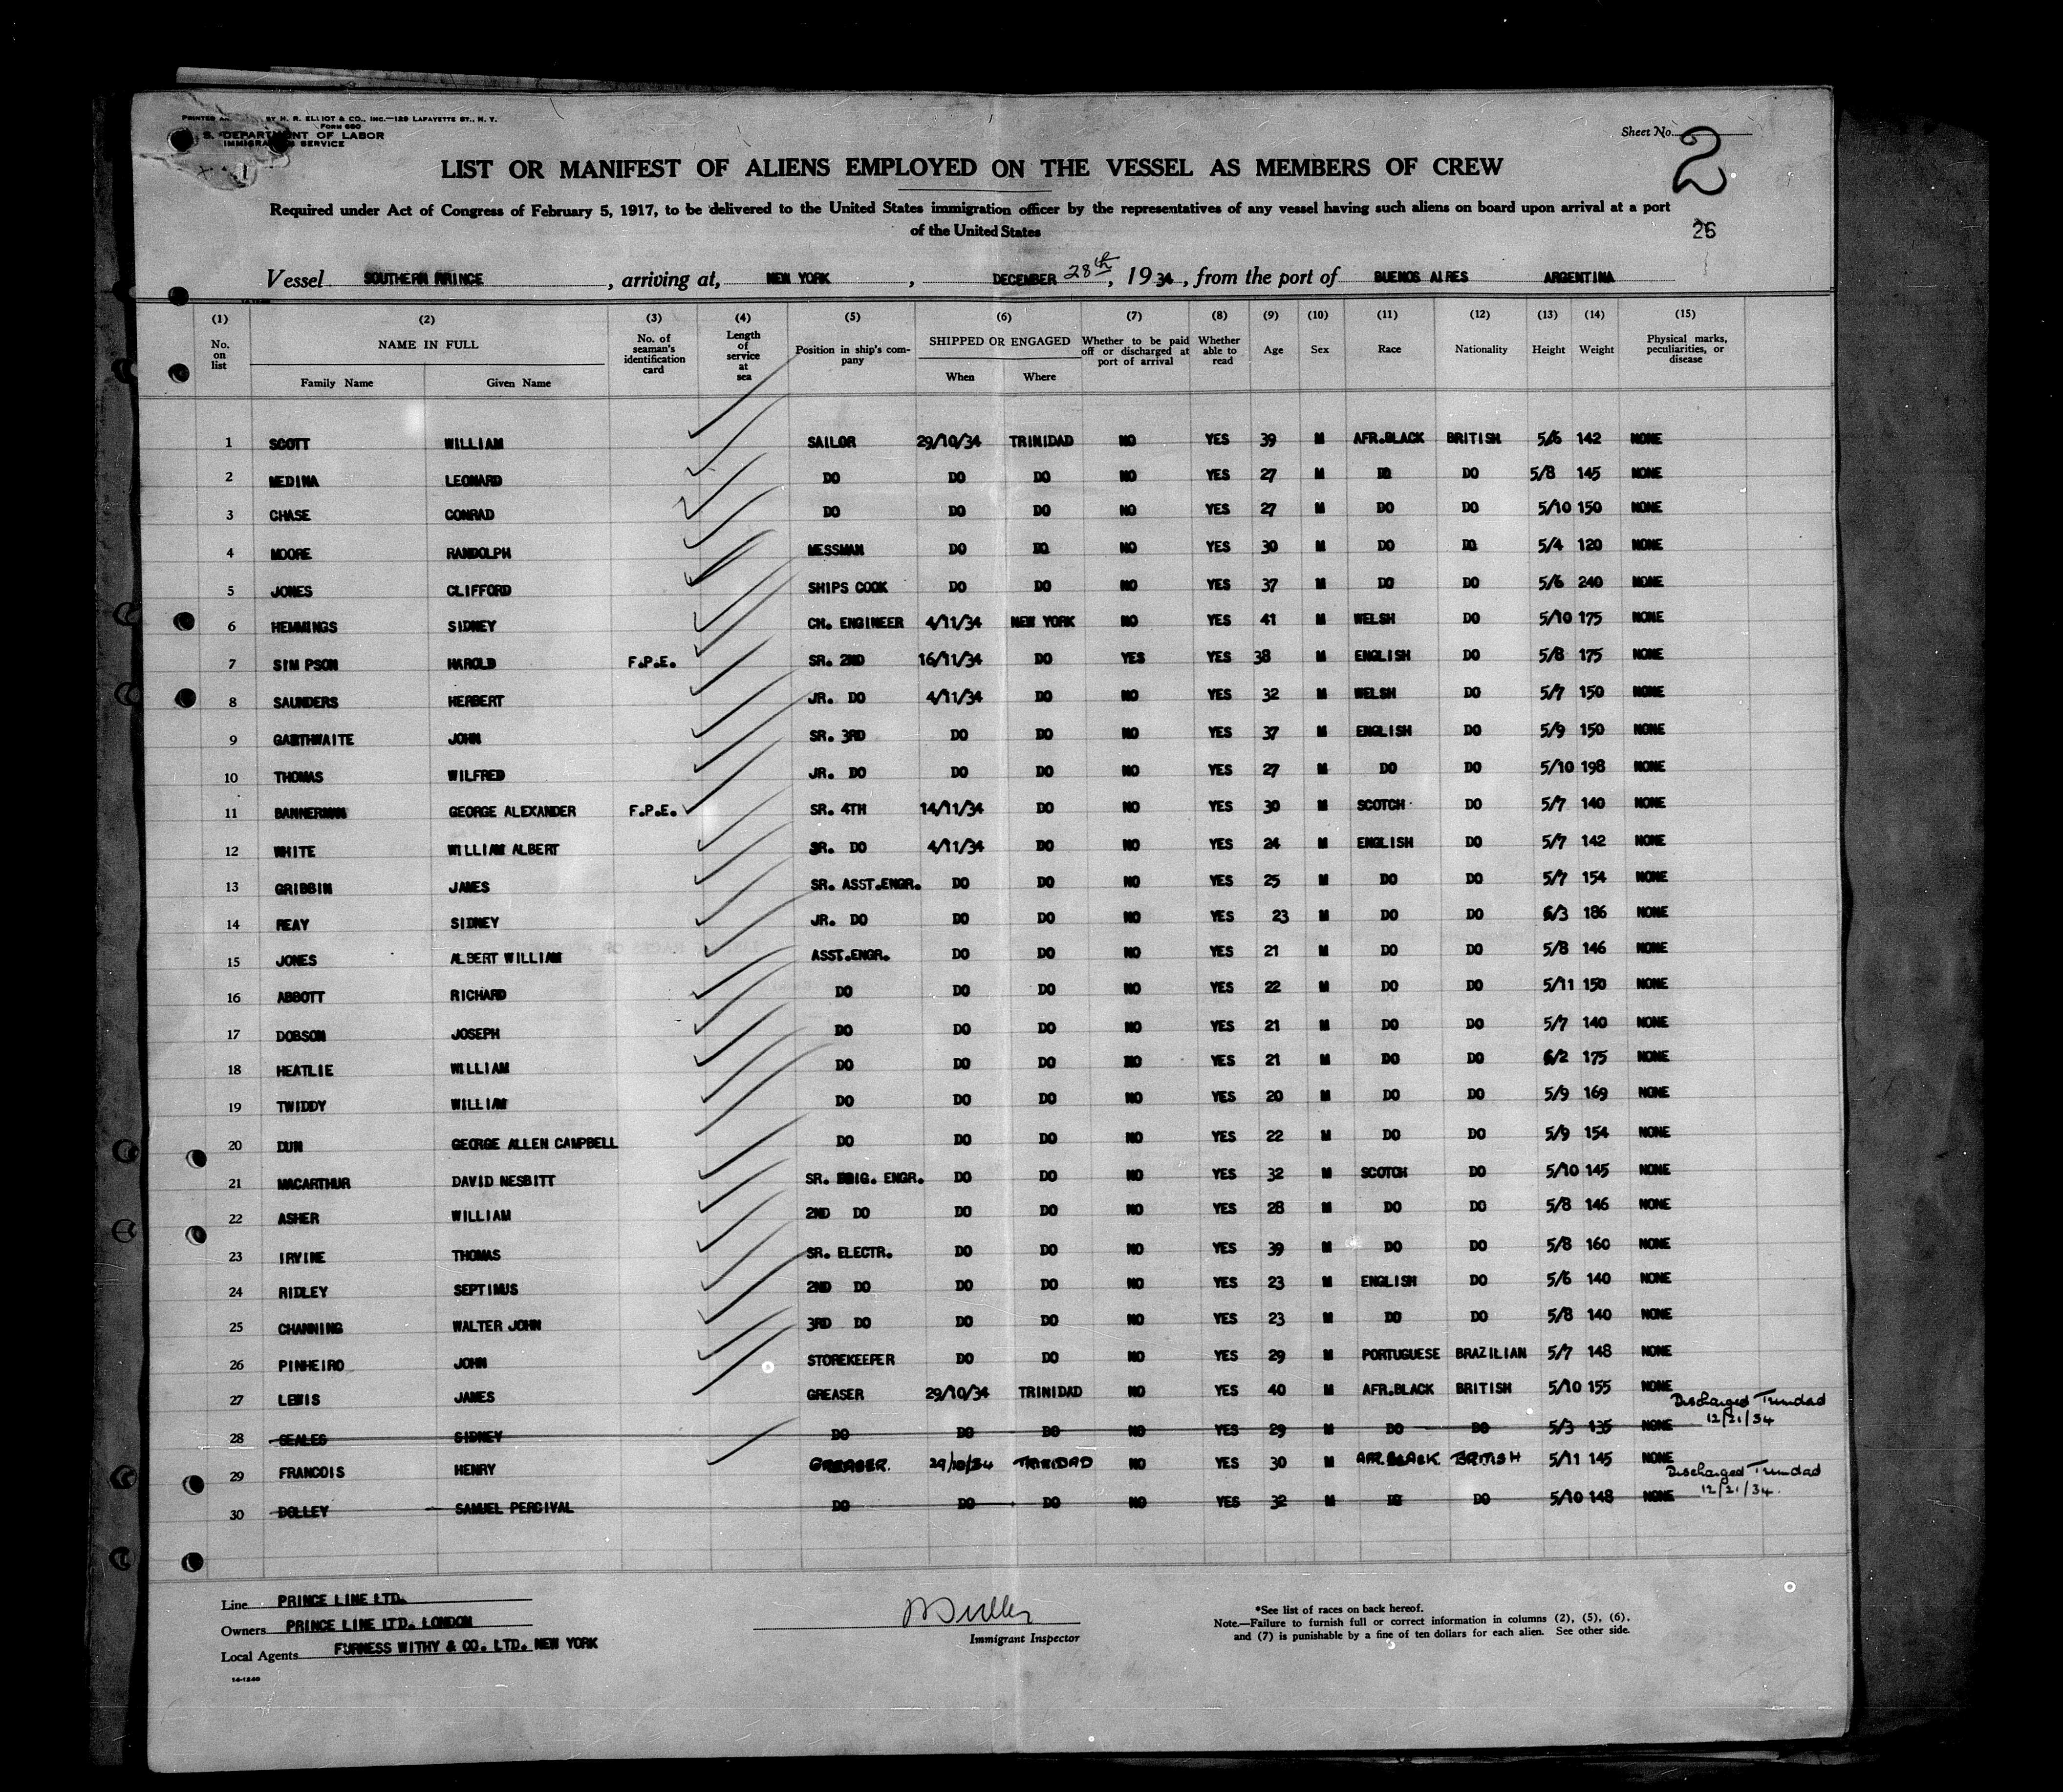 BY H. R. ELLIOT & CO., INC.—129 LAFAYETTE ST., N. Y.
FORM 680
S. DEPARTMENT OF LABOR
IMMIGRATION SERVICE
Sheet No. 2
26
LIST OR MANIFEST OF ALIENS EMPLOYED ON THE VESSEL AS MEMBERS OF CREW
Required under Act of Congress of February 5, 1917, to be delivered to the United States immigration officer by the representatives of any vessel having such aliens on board upon arrival at a port
of the United States
Vessel SOUTHERN PRINCE, arriving at, NEW YORK, DECEMBER 28th, 1934, from the port of BUENOS AIRES ARGENTINA
(1) (2) (3) (4) (5) (6) (7) (8) (9) (10) (11) (12) (13) (14) (15)
No. on list NAME IN FULL Family Name Given Name No. of seaman's identification card Length of service at sea Position in ship's company SHIPPED OR ENGAGED When Where Whether to be paid off or discharged at port of arrival Whether able to read Age Sex Race Nationality Height Weight Physical marks, peculiarities, or disease
1 SCOTT WILLIAM SAILOR 29/10/34 TRINIDAD NO YES 39 M AFR.BLACK BRITISH 5/6 142 NONE
2 MEDINA LEONARD DO DO DO NO YES 27 M DO DO 5/8 145 NONE
3 CHASE CONRAD DO DO DO NO YES 27 M DO DO 5/10 150 NONE
4 MOORE RANDOLPH MESSMAN DO DO NO YES 30 M DO DO 5/4 120 NONE
5 JONES CLIFFORD SHIPS COOK DO DO NO YES 37 M DO DO 5/6 240 NONE
6 HEMMINGS SIDNEY CH. ENGINEER 4/11/34 NEW YORK NO YES 41 M WELSH DO 5/10 175 NONE
7 SIMPSON HAROLD F.P.E. SR. 2ND 16/11/34 DO YES YES 38 M ENGLISH DO 5/8 175 NONE
8 SAUNDERS HERBERT JR. DO 4/11/34 DO NO YES 32 M WELSH DO 5/7 150 NONE
9 GARTHWAITE JOHN SR. 3RD DO DO NO YES 37 M ENGLISH DO 5/9 150 NONE
10 THOMAS WILFRED JR. DO DO DO NO YES 27 M DO DO 5/10 198 NONE
11 BANNERMAN GEORGE ALEXANDER F.P.E. SR. 4TH 14/11/34 DO NO YES 30 M SCOTCH DO 5/7 140 NONE
12 WHITE WILLIAM ALBERT SR. DO 4/11/34 DO NO YES 24 M ENGLISH DO 5/7 142 NONE
13 GRIBBIN JAMES SR. ASST.ENGR. DO DO NO YES 25 M DO DO 5/7 154 NONE
14 REAY SIDNEY JR. DO DO DO NO YES 23 M DO DO 6/3 186 NONE
15 JONES ALBERT WILLIAM ASST.ENGR. DO DO NO YES 21 M DO DO 5/8 146 NONE
16 ABBOTT RICHARD DO DO DO NO YES 22 M DO DO 5/11 150 NONE
17 DOBSON JOSEPH DO DO DO NO YES 21 M DO DO 5/7 140 NONE
18 HEATLIE WILLIAM DO DO DO NO YES 21 M DO DO 6/2 175 NONE
19 TWIDDY WILLIAM DO DO DO NO YES 20 M DO DO 5/9 169 NONE
20 DUN GEORGE ALLEN CAMPBELL DO DO DO NO YES 22 M DO DO 5/9 154 NONE
21 MACARTHUR DAVID NESBITT SR. ENGR. DO DO NO YES 32 M SCOTCH DO 5/10 145 NONE
22 ASHER WILLIAM 2ND DO DO DO NO YES 28 M DO DO 5/8 146 NONE
23 IRVINE THOMAS SR. ELECTR. DO DO NO YES 39 M DO DO 5/8 160 NONE
24 RIDLEY SEPTIMUS 2ND DO DO DO NO YES 23 M ENGLISH DO 5/6 140 NONE
25 CHANNING WALTER JOHN 3RD DO DO DO NO YES 23 M DO DO 5/8 140 NONE
26 PINHEIRO JOHN STOREKEEPER DO DO NO YES 29 M PORTUGUESE BRAZILIAN 5/7 148 NONE
27 LEWIS JAMES GREASER 29/10/34 TRINIDAD NO YES 40 M AFR.BLACK BRITISH 5/10 155 NONE
28 SEALES SIDNEY DO DO DO NO YES 29 M DO DO 5/3 135 NONE Discharged Trinidad 12/21/34
29 FRANCOIS HENRY GREASER 29/10/34 TRINIDAD NO YES 30 M AFR.BLACK BRITISH 5/11 145 NONE
30 DOLLEY SAMUEL PERCIVAL DO DO DO NO YES 32 M DO DO 5/10 148 NONE Discharged Trinidad 12/21/34.
Line PRINCE LINE LTD.
Owners PRINCE LINE LTD. LONDON
Local Agents FURNESS WITHY & CO. LTD. NEW YORK
14-1240
Immigrant Inspector
*See list of races on back hereof.
Note.—Failure to furnish full or correct information in columns (2), (5), (6),
and (7) is punishable by a fine of ten dollars for each alien. See other side.